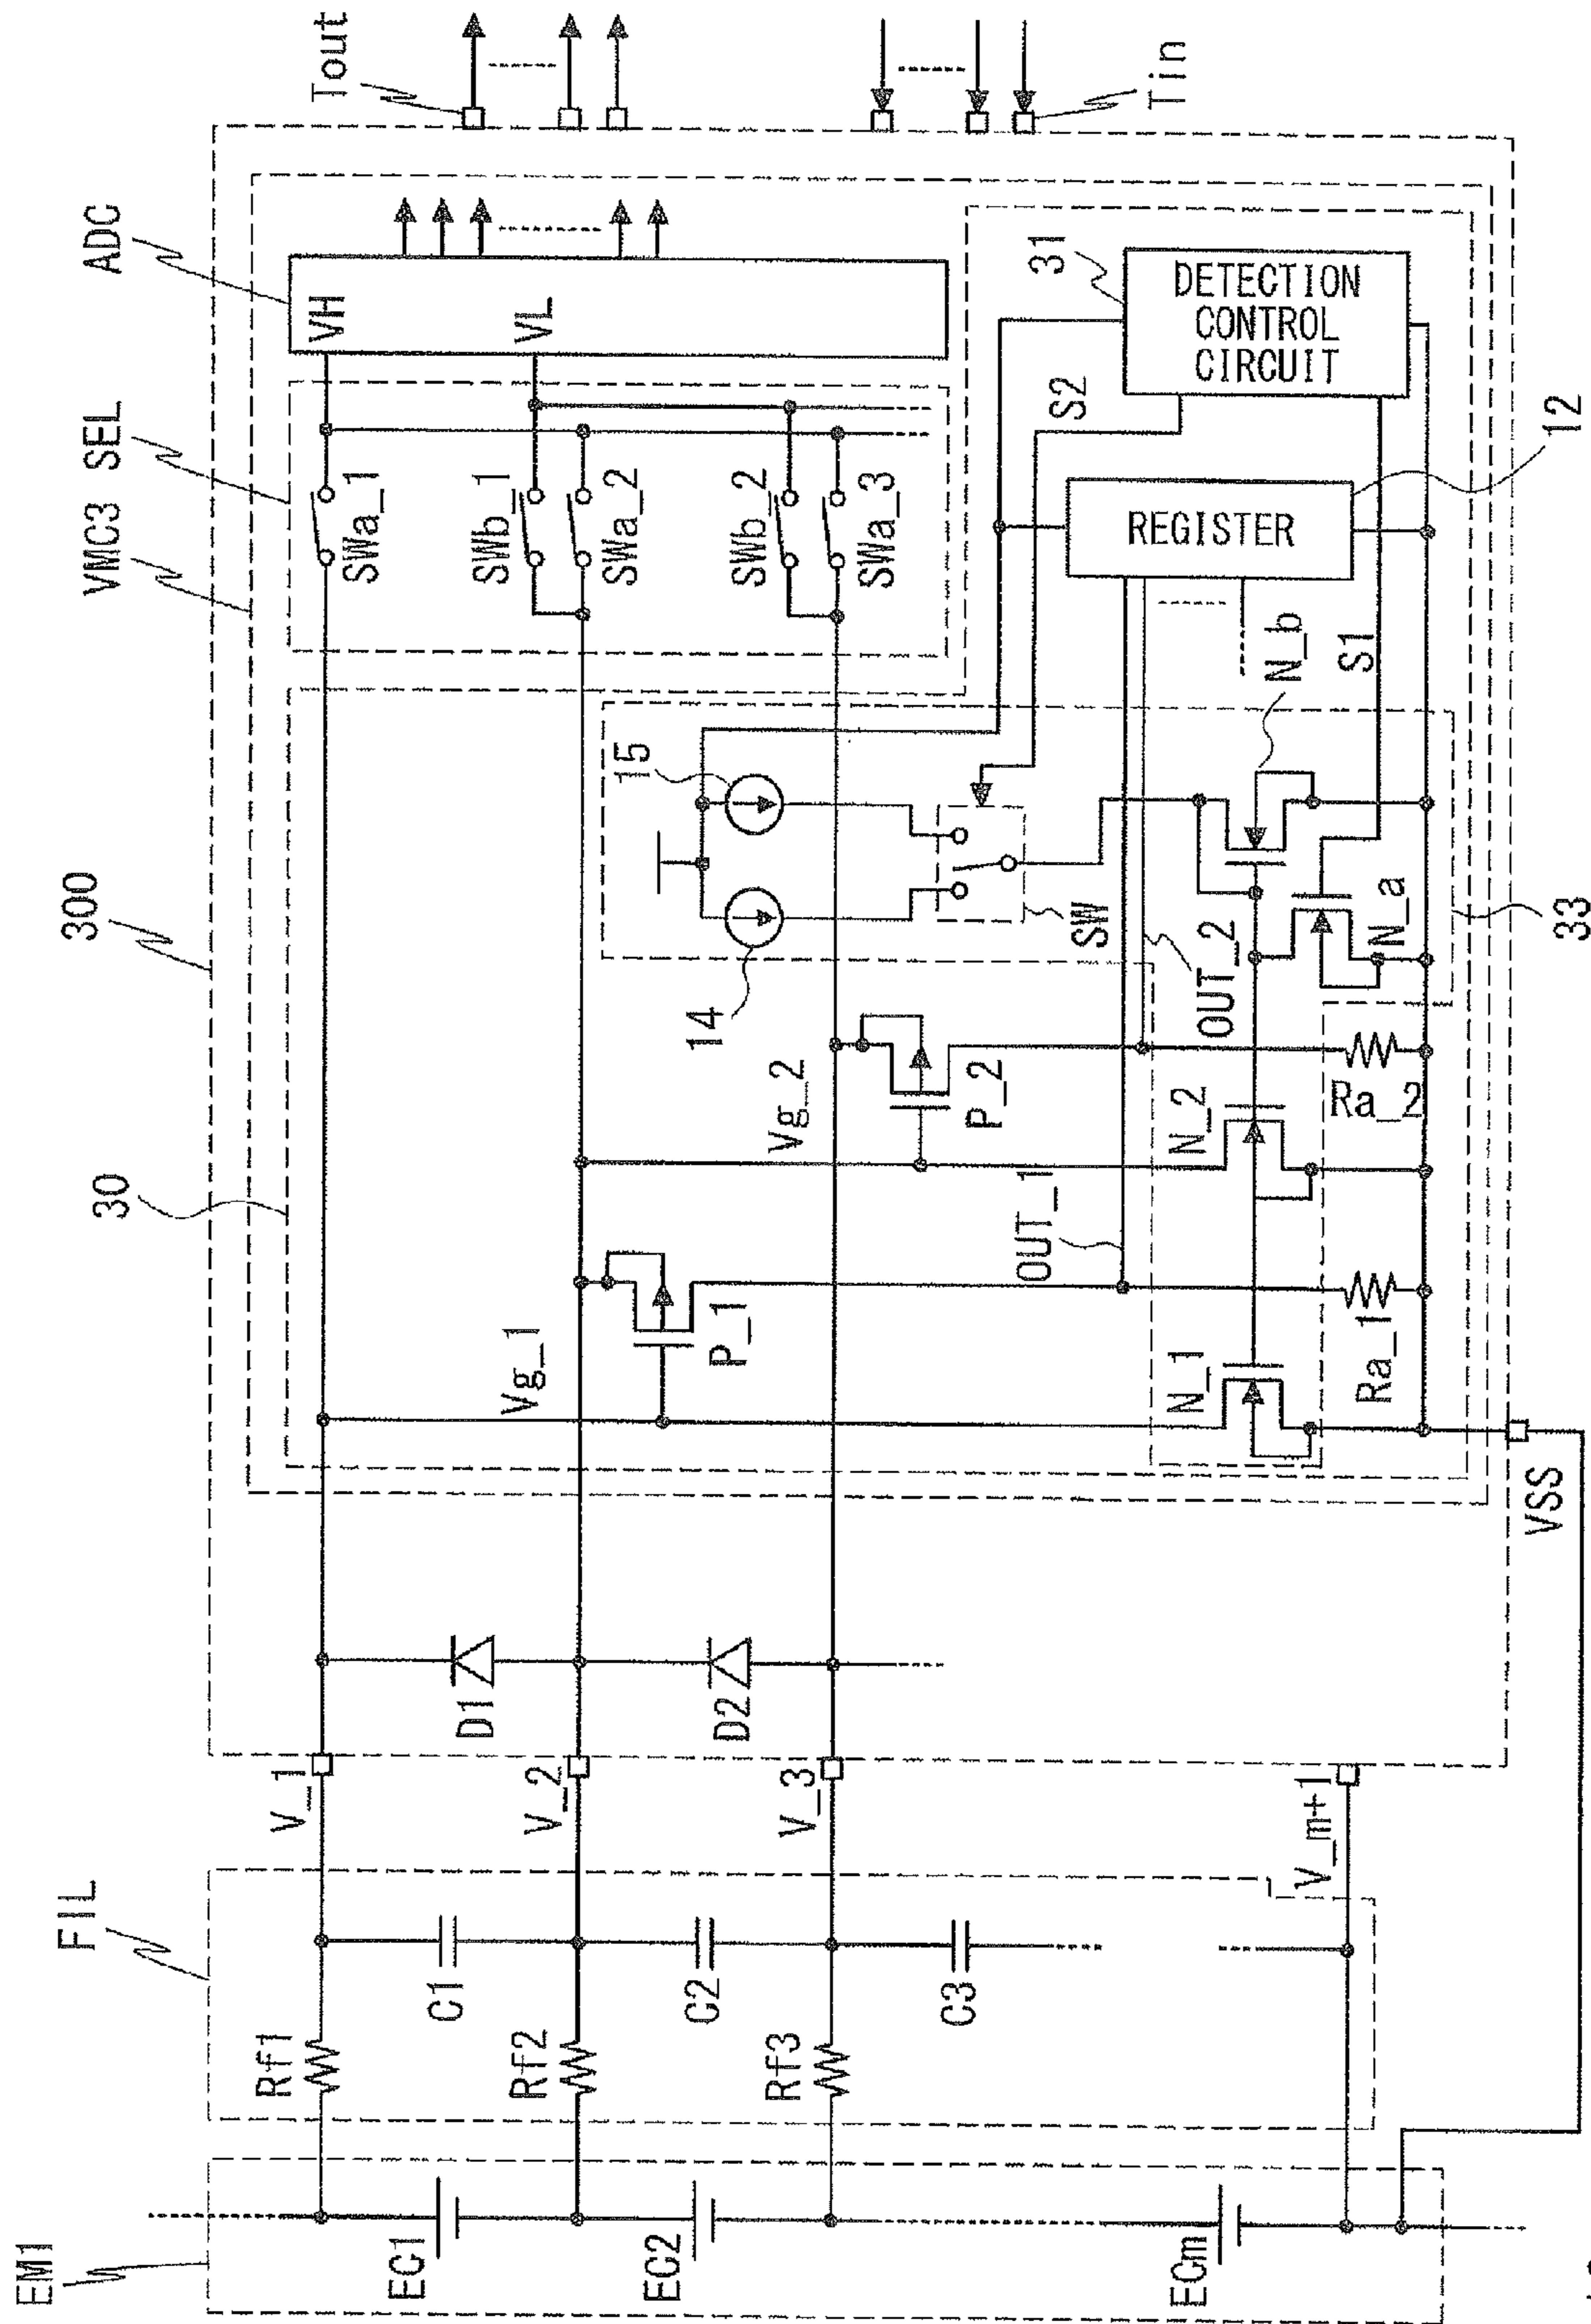 EM1
FIL
30
300
VMC3
SEL
ADC
Tout
Rf1
V_1
SWa_1
VH
EC1
C1
D1
Vg_1
SWb_1
VL
Rf2
V_2
P_1
SWa_2
EC2
C2
D2
Vg_2
14
15
SWb_2
Rf3
V_3
P_2
SWa_3
C3
OUT_1
SW
S2
31
DETECTION
CONTROL
CIRCUIT
REGISTER
Tin
ECm
V_m+1
N_1
N_2
OUT_2
N_b
Ra_1
Ra_2
N_a
S1
12
VSS
33